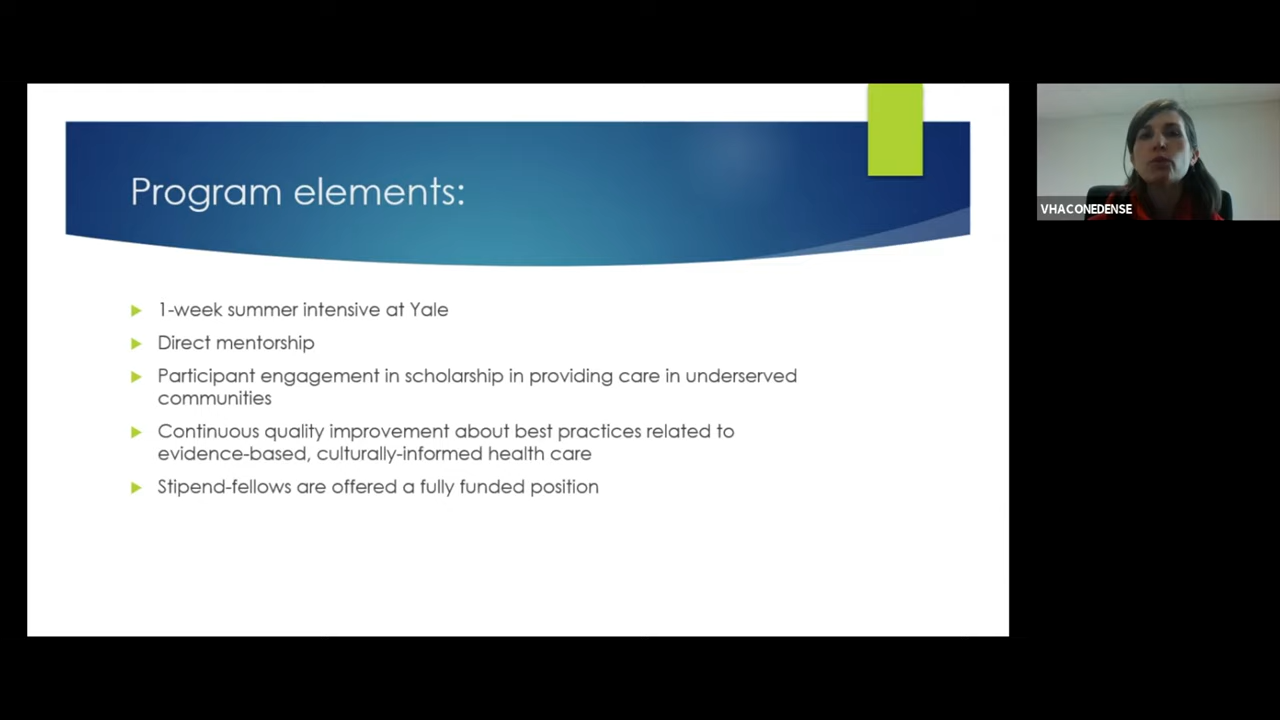 Program elements:
1-week summer intensive at Yale
Direct mentorship
Participant engagement in scholarship in providing care in underserved
communities
Continuous quality improvement about best practices related to
evidence-based, culturally-informed health care
Stipend-fellows are offered a fully funded position
VHACONEDENSE